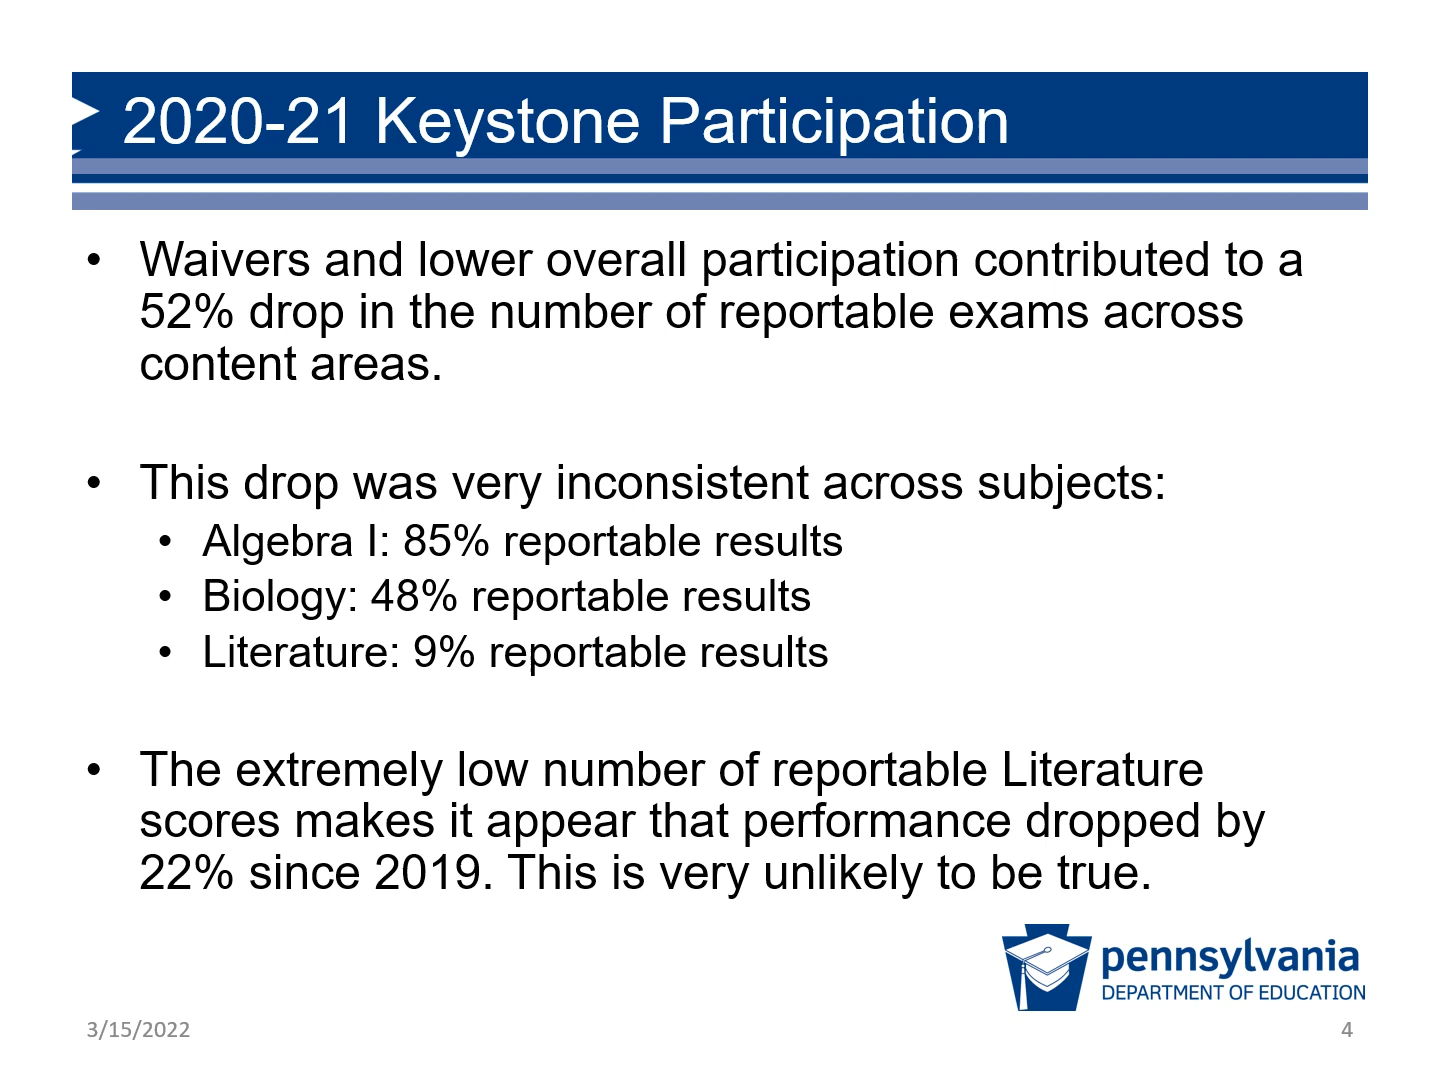 2020-21 Keystone Participation
• Waivers and lower overall participation contributed to a
52% drop in the number of reportable exams across
content areas.
• This drop was very inconsistent across subjects:
• Algebra I: 85% reportable results
• Biology: 48% reportable results
• Literature: 9% reportable results
• The extremely low number of reportable Literature
scores makes it appear that performance dropped by
22% since 2019. This is very unlikely to be true.
pennsylvania
DEPARTMENT OF EDUCATION
3/15/2022
4